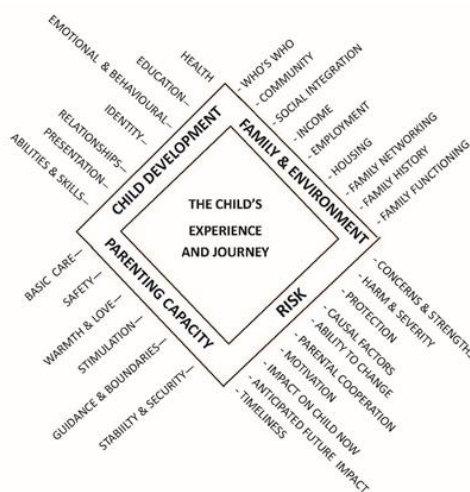 HEALTH
EDUCATION—
EMOTIONAL & BEHAVIOURAL—
IDENTITY—
RELATIONSHIPS—
PRESENTATION—
ABILITIES & SKILLS—
CHILD DEVELOPMENT
- WHO'S WHO
- COMMUNITY
- SOCIAL INTEGRATION
- INCOME
- EMPLOYMENT
- HOUSING
- FAMILY NETWORKING
- FAMILY HISTORY
- FAMILY FUNCTIONING
FAMILY & ENVIRONMENT
THE CHILD'S
EXPERIENCE
AND JOURNEY
PARENTING CAPACITY
BASIC CARE—
SAFETY—
WARMTH & LOVE—
STIMULATION—
GUIDANCE & BOUNDARIES—
STABIILTY & SECURITY—
RISK
- CONCERNS & STRENGTH
- HARM & SEVERITY
- PROTECTION
- CAUSAL FACTORS
- ABILITY TO CHANGE
- PARENTAL COOPERATION
- MOTIVATION
- IMPACT ON CHILD NOW
- ANTICIPATED FUTURE IMPACT
- TIMELINESS